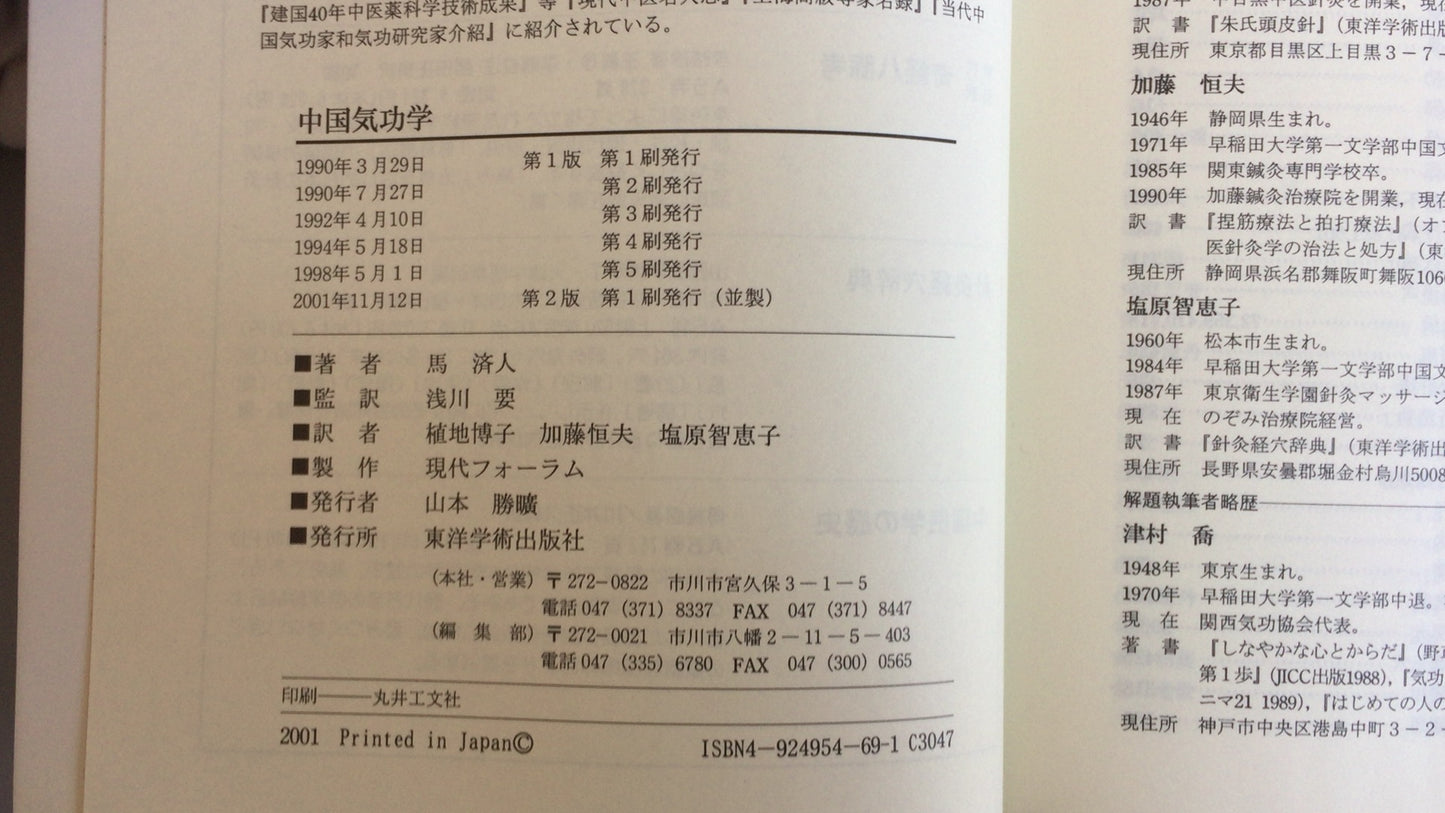 『建国40年中医薬科学技術成果』等『現代中医名人志』『上海高級専家名録』『当代中
国気功家和気功研究家介紹』に紹介されている。
中国気功学
1990年3月29日 第1版 第1刷発行
1990年7月27日 第2刷発行
1992年4月10日 第3刷発行
1994年5月18日 第4刷発行
1998年5月1日 第5刷発行
2001年11月12日 第2版 第1刷発行（並製）
■著 者 馬 済人
■監 訳 浅川 要
■訳 者 植地博子 加藤恒夫 塩原智恵子
■製 作 現代フォーラム
■発行者 山本 勝曠
■発行所 東洋学術出版社
（本社・営業）〒272－0822 市川市宮久保3－1－5
電話047（371）8337 FAX 047（371）8447
（編 集 部）〒272－0021 市川市八幡2－11－5－403
電話047（335）6780 FAX 047（300）0565
印刷――丸井工文社
2001 Printed in Japan©
ISBN4－924954－69－1 C3047
訳 書 『朱氏頭皮針』（東洋学術出版
現住所 東京都目黒区上目黒3－7－
加藤 恒夫
1946年 静岡県生まれ。
1971年 早稲田大学第一文学部中国文
1985年 関東鍼灸専門学校卒。
1990年 加藤鍼灸治療院を開業，現在
訳 書 『捏筋療法と拍打療法』（オフ
医針灸学の治法と処方』（東
現住所 静岡県浜名郡舞阪町舞阪106
塩原智恵子
1960年 松本市生まれ。
1984年 早稲田大学第一文学部中国文
1987年 東京衛生学園針灸マッサージ
現 在 のぞみ治療院経営。
訳 書 『針灸経穴辞典』（東洋学術出
現住所 長野県安曇郡堀金村烏川5008
解題執筆者略歴
津村 喬
1948年 東京生まれ。
1970年 早稲田大学第一文学部中退。
現 在 関西気功協会代表。
著 書 『しなやかな心とからだ』（野草
第1歩』（JICC出版1988），『気功
ニマ21 1989），『はじめての人の
現住所 神戸市中央区港島中町3－2－